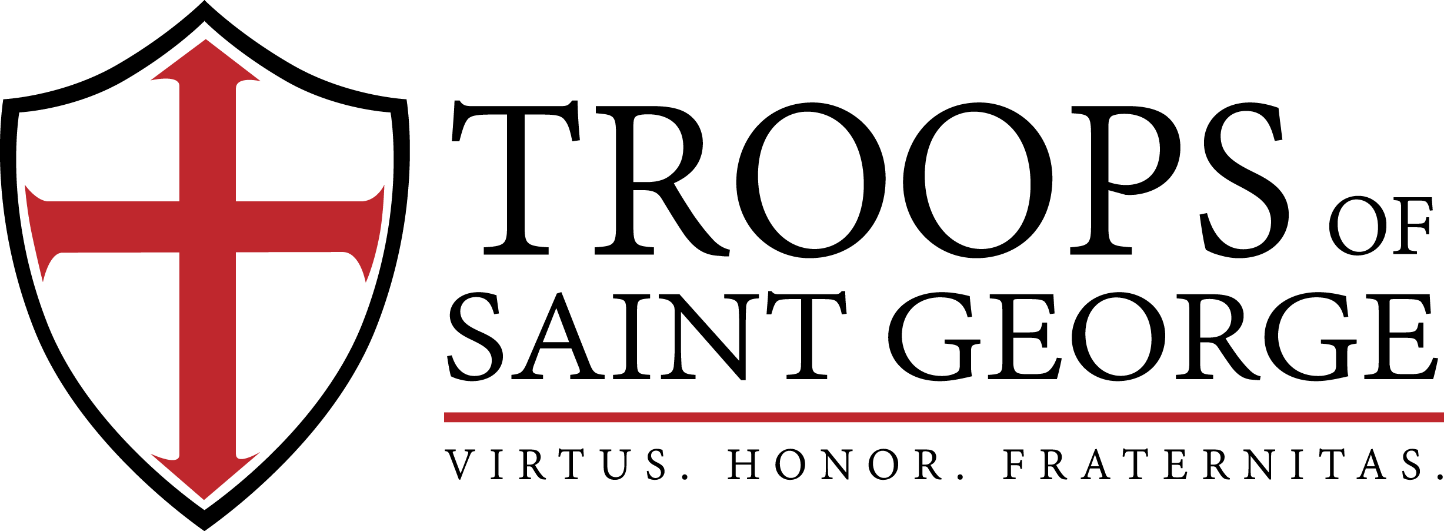 TROOPS OF
SAINT GEORGE
VIRTUS. HONOR. FRATERNITAS.